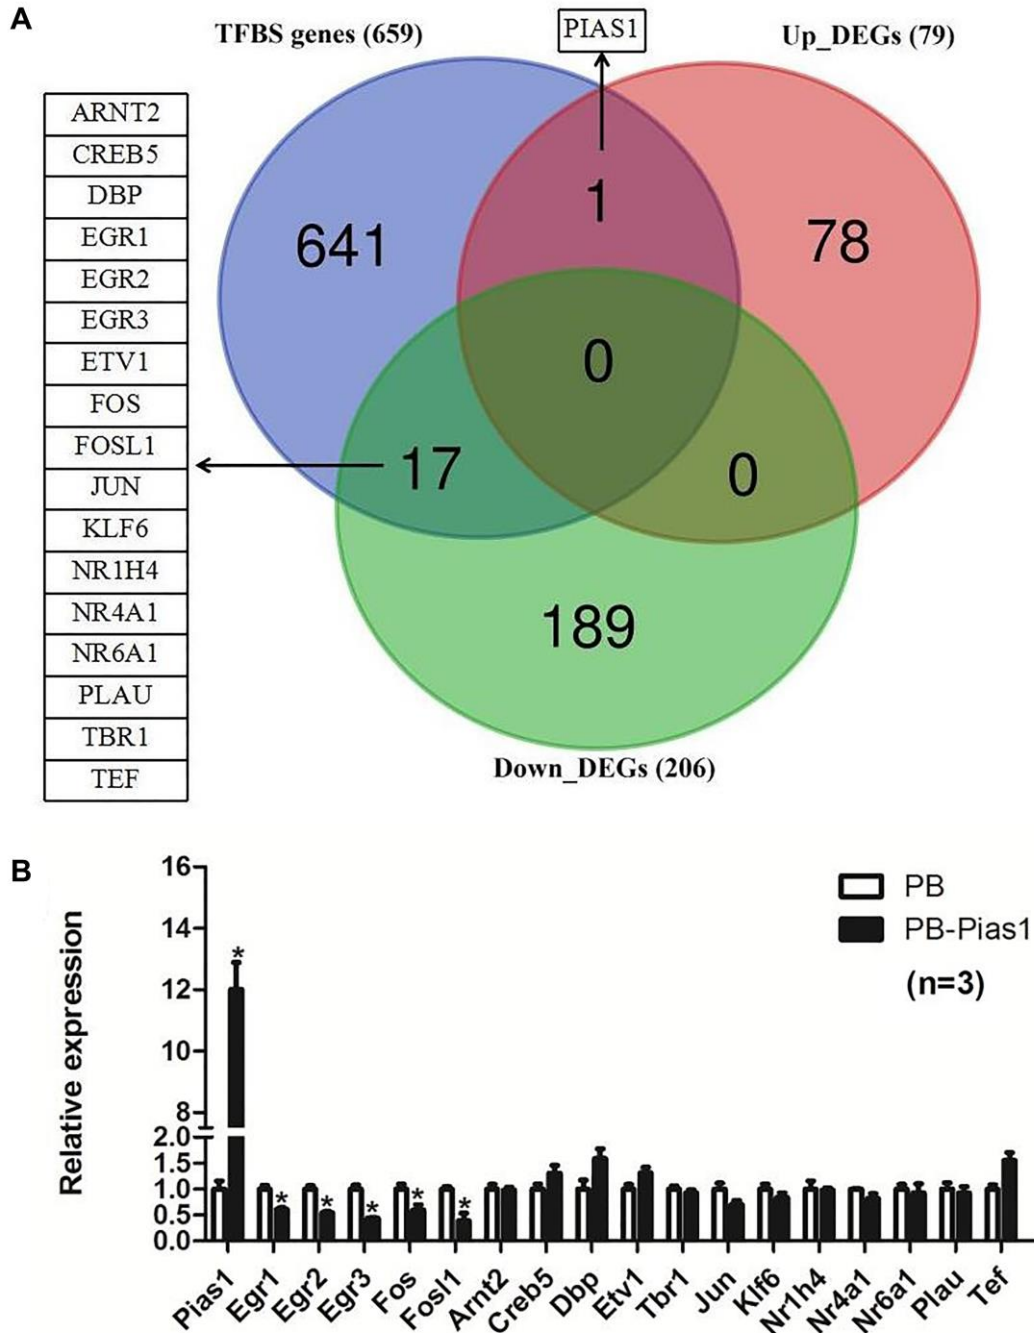 A
TFBS genes (659)
PIAS1
Up_DEGs (79)
ARNT2
CREB5
DBP
EGR1
EGR2
EGR3
ETV1
FOS
FOSL1
JUN
KLF6
NR1H4
NR4A1
NR6A1
PLAU
TBR1
TEF
641
1
78
0
17
0
189
Down_DEGs (206)
B
Relative expression
16
14
12
10
8
2.0
1.5
1.0
0.5
0.0
*
*
*
*
*
*
PB
PB-Pias1
(n=3)
Pias1
Egr1
Egr2
Egr3
Fos
Fosl1
Arnt2
Creb5
Dbp
Etv1
Tbr1
Jun
Klf6
Nr1h4
Nr4a1
Nr6a1
Plau
Tef